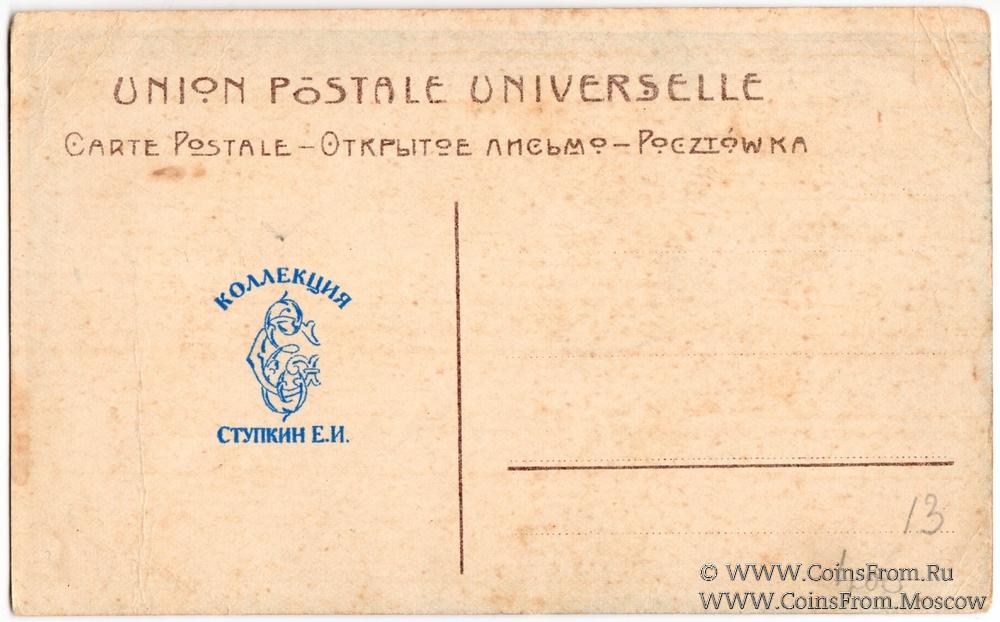 UNION POSTALE UNIVERSELLE
CARTE POSTALE – ОТКРЫТОЕ ПИСЬМО – POCZTÓWKA
КОЛЛЕКЦИЯ
СТУПКИН Е.И.
13
© WWW.CoinsFrom.Ru
WWW.CoinsFrom.Moscow